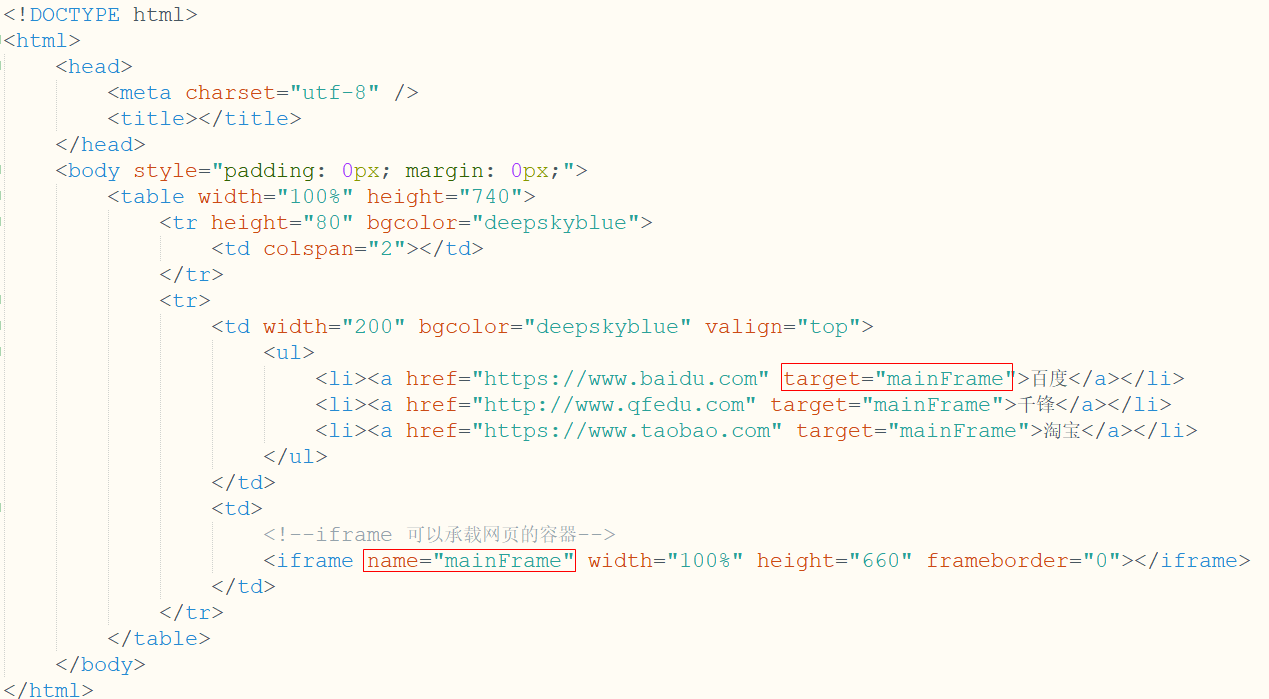 <!DOCTYPE html>
<html>
    <head>
        <meta charset="utf-8" />
        <title></title>
    </head>
    <body style="padding: 0px; margin: 0px;">
        <table width="100%" height="740">
            <tr height="80" bgcolor="deepskyblue">
                <td colspan="2"></td>
            </tr>
            <tr>
                <td width="200" bgcolor="deepskyblue" valign="top">
                    <ul>
                        <li><a href="https://www.baidu.com" target="mainFrame">百度</a></li>
                        <li><a href="http://www.qfedu.com" target="mainFrame">千锋</a></li>
                        <li><a href="https://www.taobao.com" target="mainFrame">淘宝</a></li>
                    </ul>
                </td>
                <td>
                    <!--iframe 可以承载网页的容器-->
                    <iframe name="mainFrame" width="100%" height="660" frameborder="0"></iframe>
                </td>
            </tr>
        </table>
    </body>
</html>